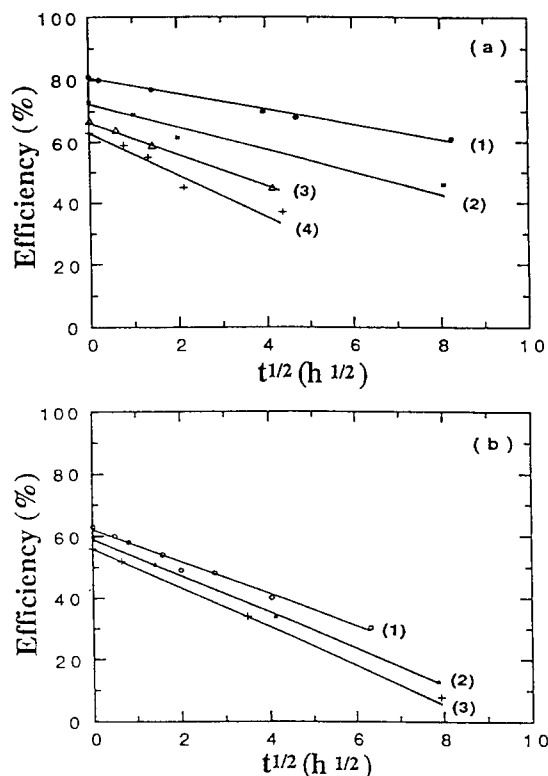 100
( a )
80
60
40
20
0
Efficiency (%)
(1)
(2)
(3)
(4)
0 2 4 6 8 10
t1/2 (h 1/2)
100
( b )
80
60
40
20
0
Efficiency (%)
(1)
(2)
(3)
0 2 4 6 8 10
t1/2 (h 1/2)